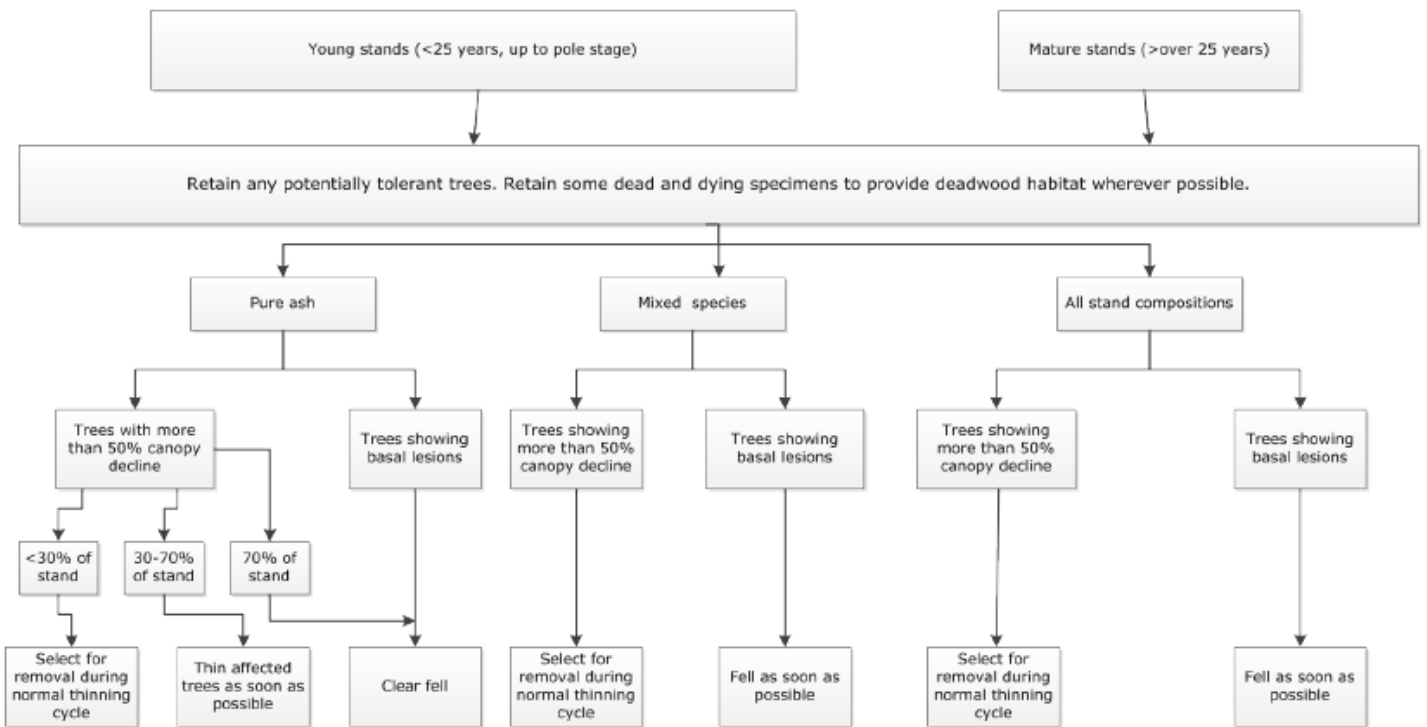 Young stands (<25 years, up to pole stage)
Mature stands (>over 25 years)
Retain any potentially tolerant trees. Retain some dead and dying specimens to provide deadwood habitat wherever possible.
Pure ash
Mixed species
All stand compositions
Trees with more
than 50% canopy
decline
Trees showing
basal lesions
Trees showing
more than 50%
canopy decline
Trees showing
basal lesions
Trees showing
more than 50%
canopy decline
Trees showing
basal lesions
<30% of
stand
30-70%
of stand
70% of
stand
Select for
removal during
normal thinning
cycle
Thin affected
trees as soon as
possible
Clear fell
Select for
removal during
normal thinning
cycle
Fell as soon as
possible
Select for
removal during
normal thinning
cycle
Fell as soon as
possible